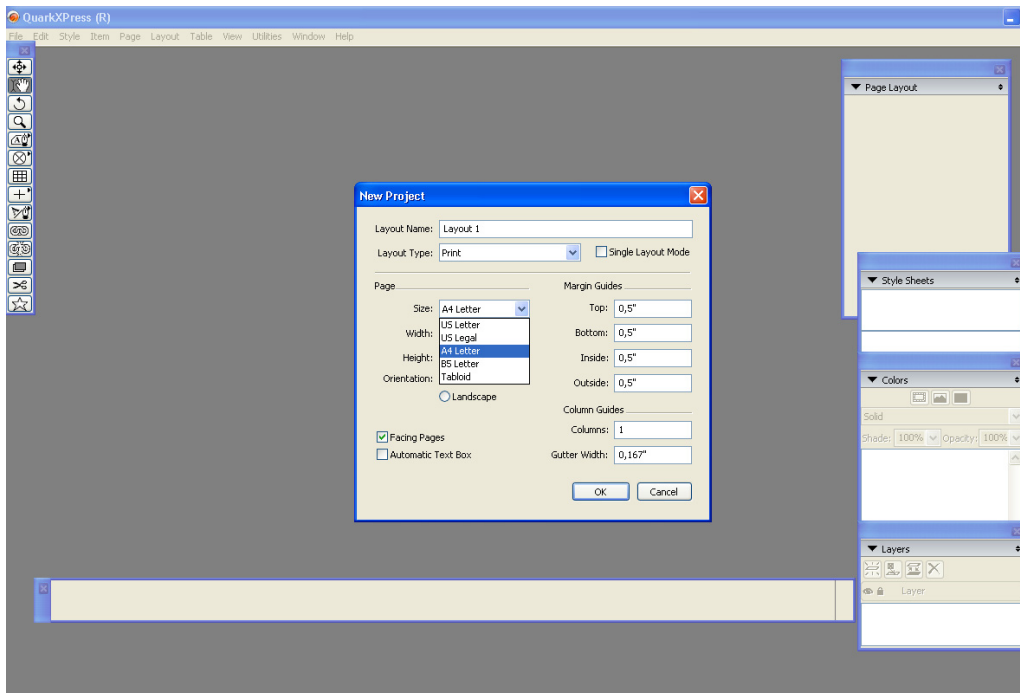 QuarkXPress (R)
File Edit Style Item Page Layout Table View Utilities Window Help
Page Layout
New Project
Layout Name: Layout 1
Layout Type: Print Single Layout Mode
Page
Size: A4 Letter
US Letter
US Legal
A4 Letter
B5 Letter
Tabloid
Width:
Height:
Orientation:
Landscape
Facing Pages
Automatic Text Box
Margin Guides
Top: 0,5"
Bottom: 0,5"
Inside: 0,5"
Outside: 0,5"
Column Guides
Columns: 1
Gutter Width: 0,167"
OK Cancel
Style Sheets
Colors
Solid
Shade: 100% Opacity: 100%
Layers
Layer